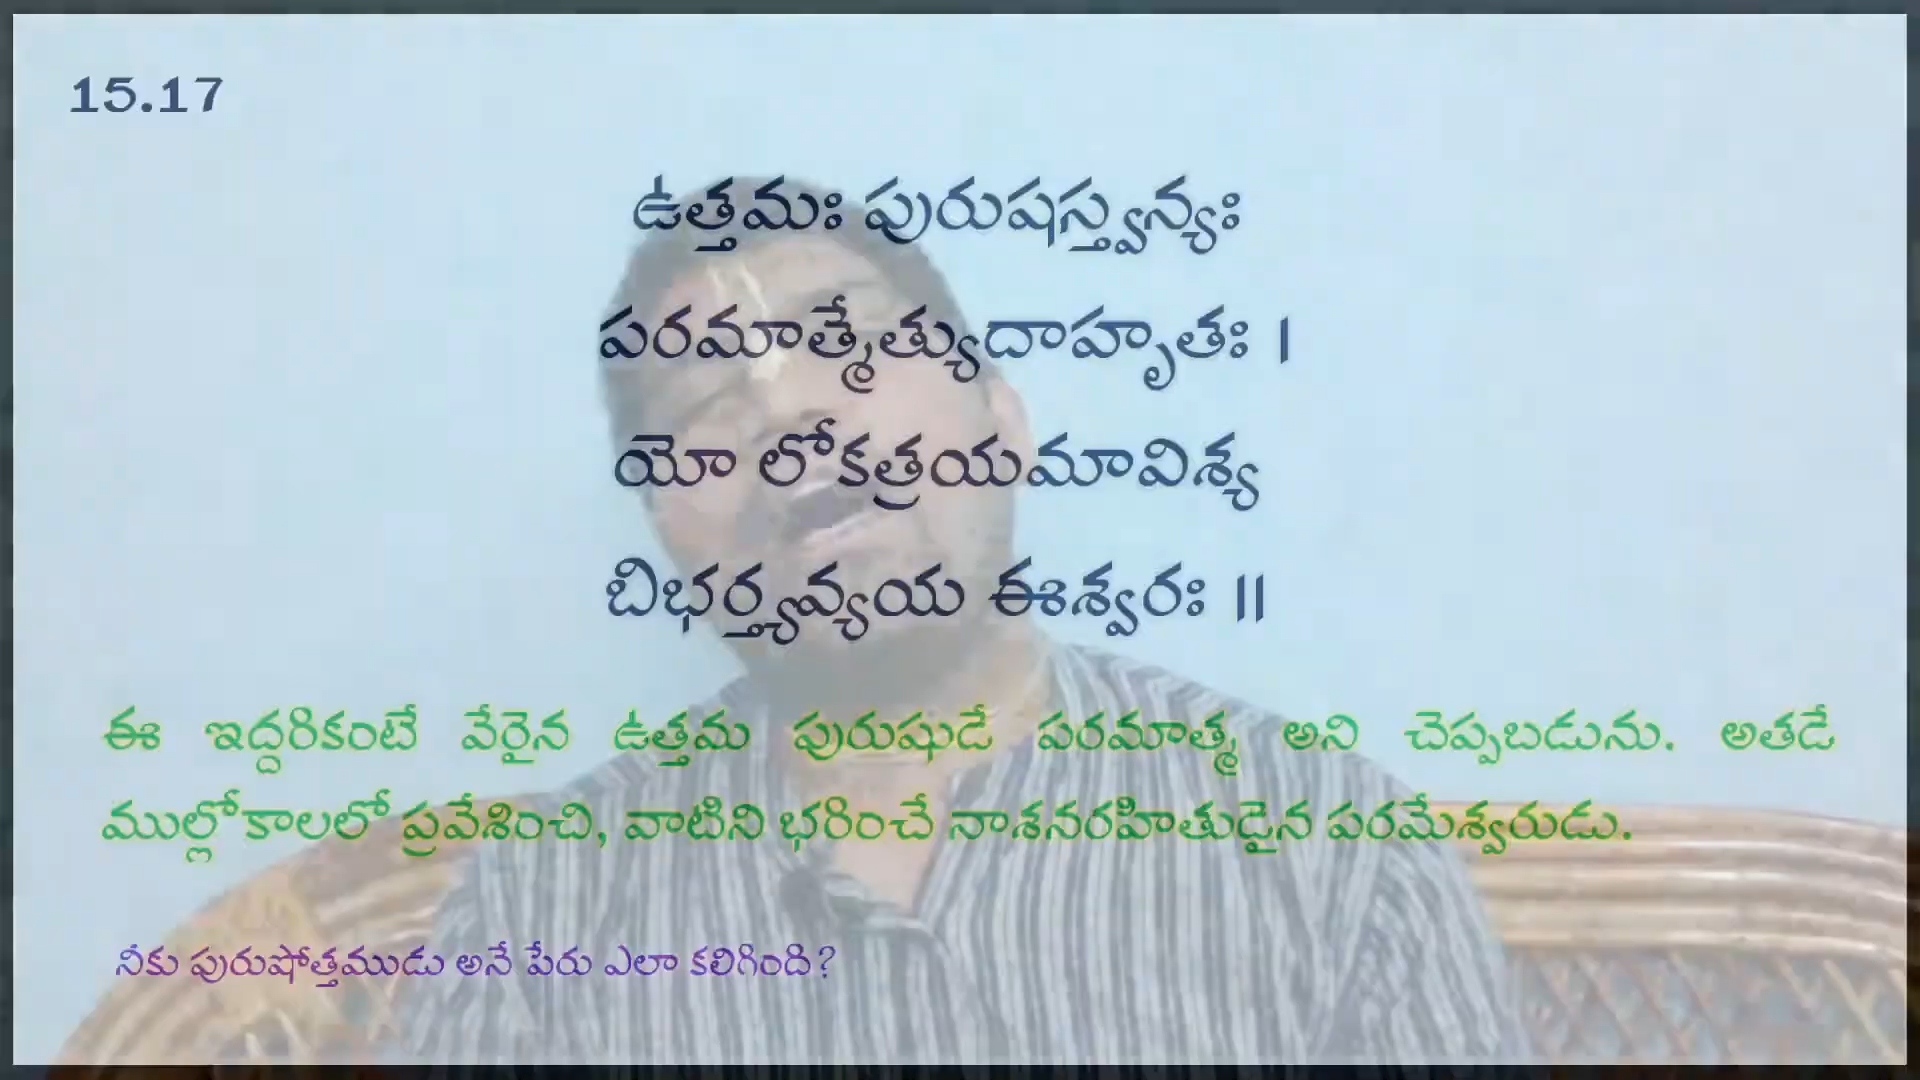 15.17
ఉత్తమః పురుషస్త్వన్యః
పరమాత్మేత్యుదాహృతః ।
యో లోకత్రయమావిశ్య
బిభర్త్యవ్యయ ఈశ్వరః ॥
ఈ ఇద్దరికంటే వేరైన ఉత్తమ పురుషుడే పరమాత్మ అని చెప్పబడును. అతడే
ముల్లోకాలలో ప్రవేశించి, వాటిని భరించే నాశనరహితుడైన పరమేశ్వరుడు.
నీకు పురుషోత్తముడు అనే పేరు ఎలా కలిగింది?